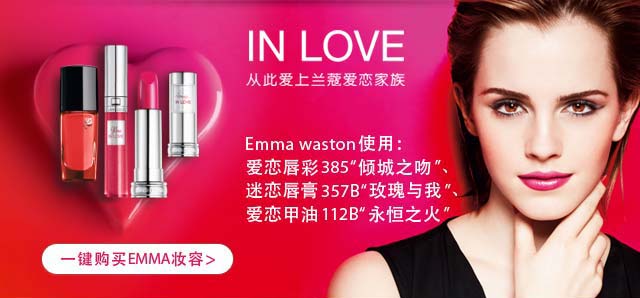 IN LOVE
从此爱上兰蔻爱恋家族
IN LOVE
Emma waston使用：
爱恋唇彩385“倾城之吻”、
迷恋唇膏357B“玫瑰与我”、
爱恋甲油112B“永恒之火”
一键购买EMMA妆容>